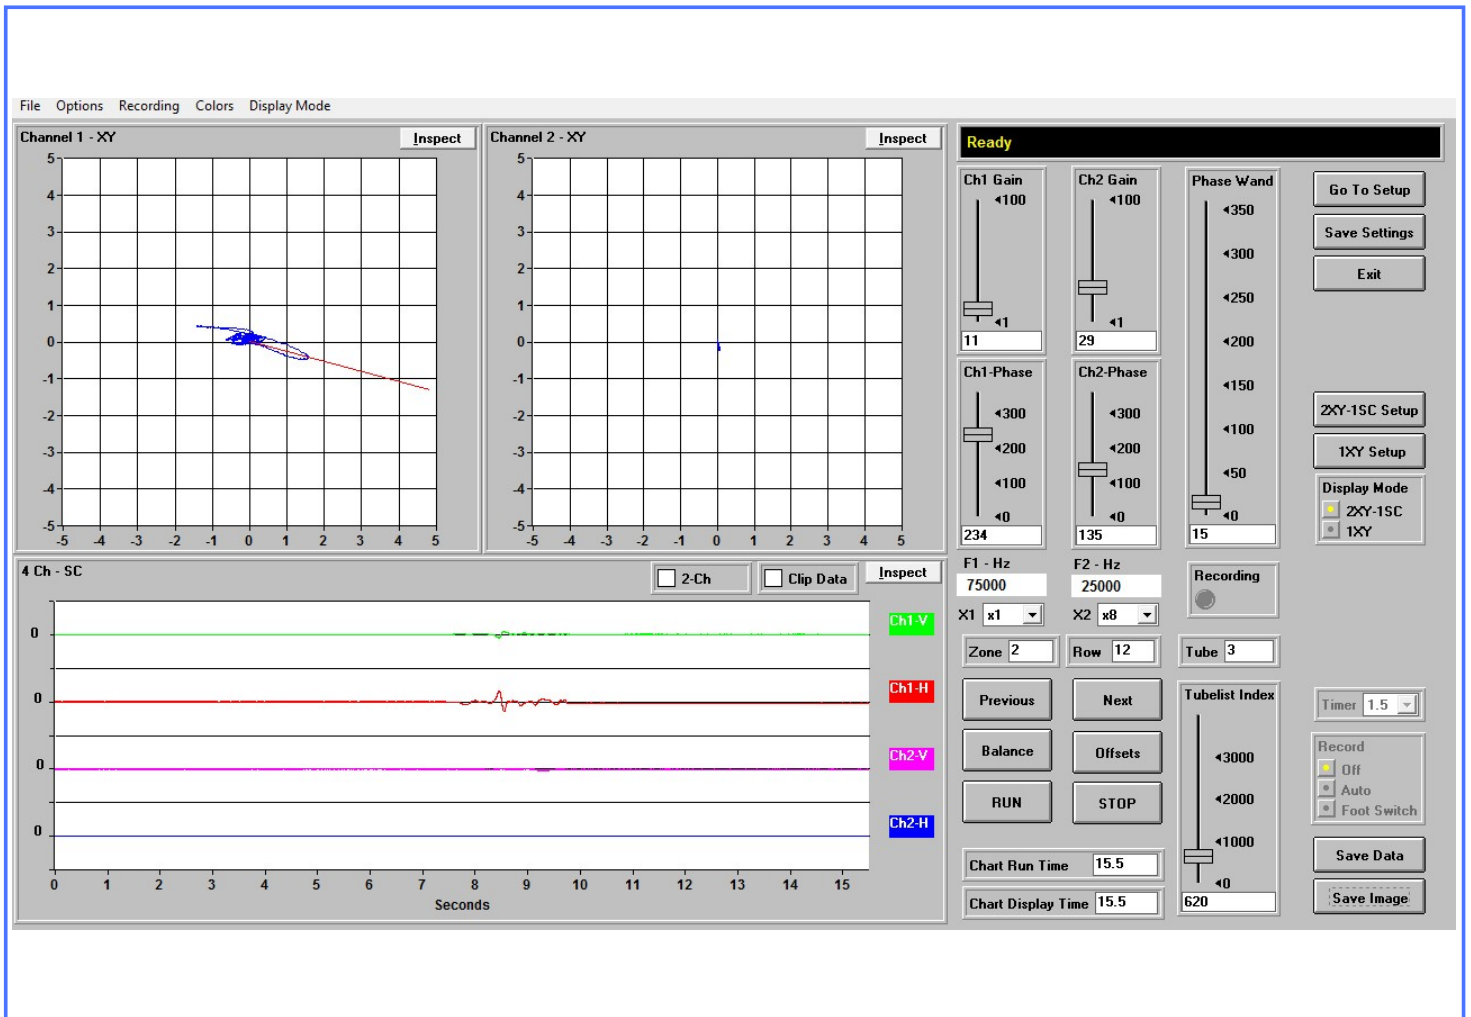 File Options Recording Colors Display Mode
Channel 1 - XY
Inspect
5
4
3
2
1
0
-1
-2
-3
-4
-5
-5 -4 -3 -2 -1 0 1 2 3 4 5
Channel 2 - XY
Inspect
5
4
3
2
1
0
-1
-2
-3
-4
-5
-5 -4 -3 -2 -1 0 1 2 3 4 5
4 Ch - SC
2-Ch
Clip Data
Inspect
0
0
0
0
Ch1-V
Ch1-H
Ch2-V
Ch2-H
0 1 2 3 4 5 6 7 8 9 10 11 12 13 14 15
Seconds
Ready
Ch1 Gain
100
1
11
Ch2 Gain
100
1
29
Phase Wand
350
300
250
200
150
100
50
0
15
Ch1-Phase
300
200
100
0
234
Ch2-Phase
300
200
100
0
135
F1 - Hz
75000
F2 - Hz
25000
X1 x1
X2 x8
Recording
Zone 2
Row 12
Tube 3
Previous
Next
Balance
Offsets
RUN
STOP
Chart Run Time 15.5
Chart Display Time 15.5
Tubelist Index
3000
2000
1000
0
620
Go To Setup
Save Settings
Exit
2XY-1SC Setup
1XY Setup
Display Mode
2XY-1SC
1XY
Timer 1.5
Record
Off
Auto
Foot Switch
Save Data
Save Image